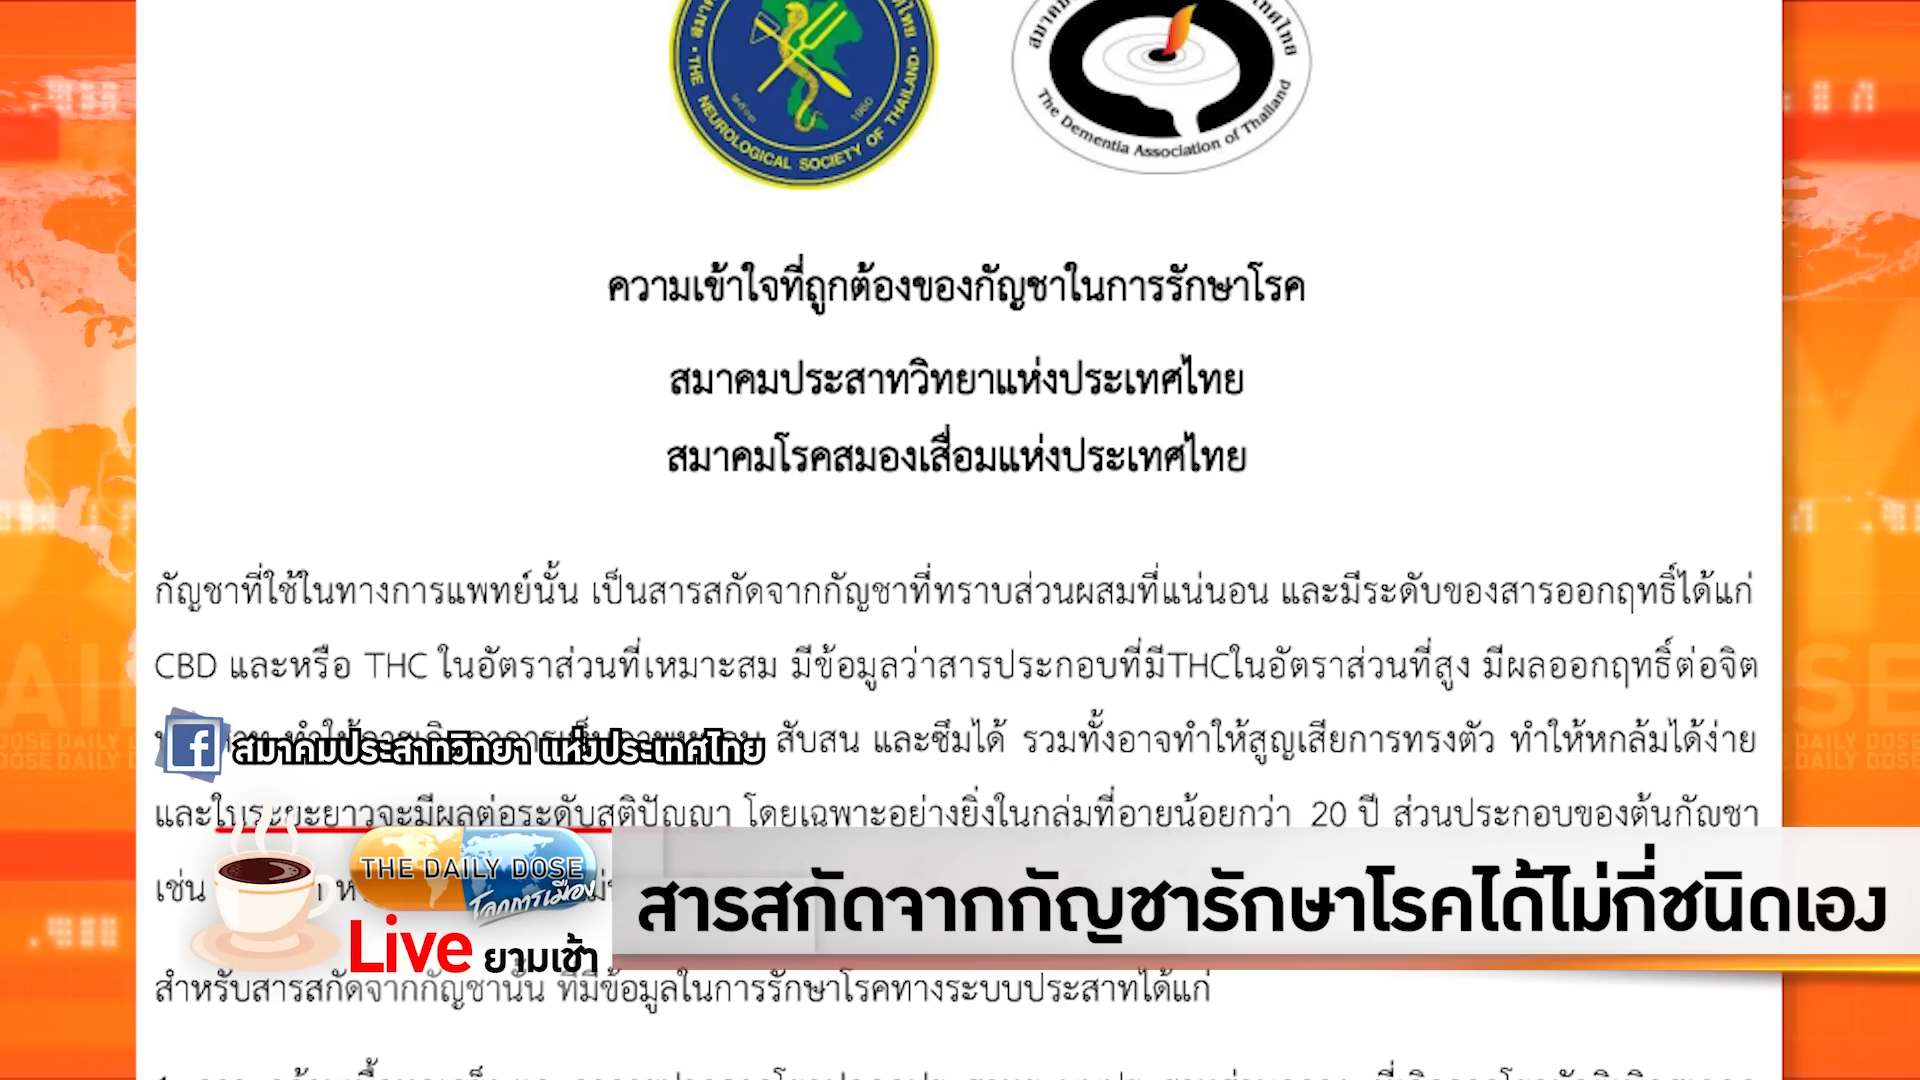 THE NEUROLOGICAL SOCIETY OF THAILAND
1960
The Dementia Association of Thailand
ความเข้าใจที่ถูกต้องของกัญชาในการรักษาโรค
สมาคมประสาทวิทยาแห่งประเทศไทย
สมาคมโรคสมองเสื่อมแห่งประเทศไทย
กัญชาที่ใช้ในทางการแพทย์นั้น เป็นสารสกัดจากกัญชาที่ทราบส่วนผสมที่แน่นอน และมีระดับของสารออกฤทธิ์ได้แก่
CBD และหรือ THC ในอัตราส่วนที่เหมาะสม มีข้อมูลว่าสารประกอบที่มีTHCในอัตราส่วนที่สูง มีผลออกฤทธิ์ต่อจิต
สับสน และซึมได้ รวมทั้งอาจทำให้สูญเสียการทรงตัว ทำให้หกล้มได้ง่าย
สมาคมประสาทวิทยา แห่งประเทศไทย
และในระยะยาวจะมีผลต่อระดับสติปัญญา โดยเฉพาะอย่างยิ่งในกลุ่มที่อายุน้อยกว่า 20 ปี ส่วนประกอบของต้นกัญชา
เช่น
THE DAILY DOSE
โลกการเมือง
Live ยามเช้า
สารสกัดจากกัญชารักษาโรคได้ไม่กี่ชนิดเอง
สำหรับสารสกัดจากกัญชานั้น ที่มีข้อมูลในการรักษาโรคทางระบบประสาทได้แก่